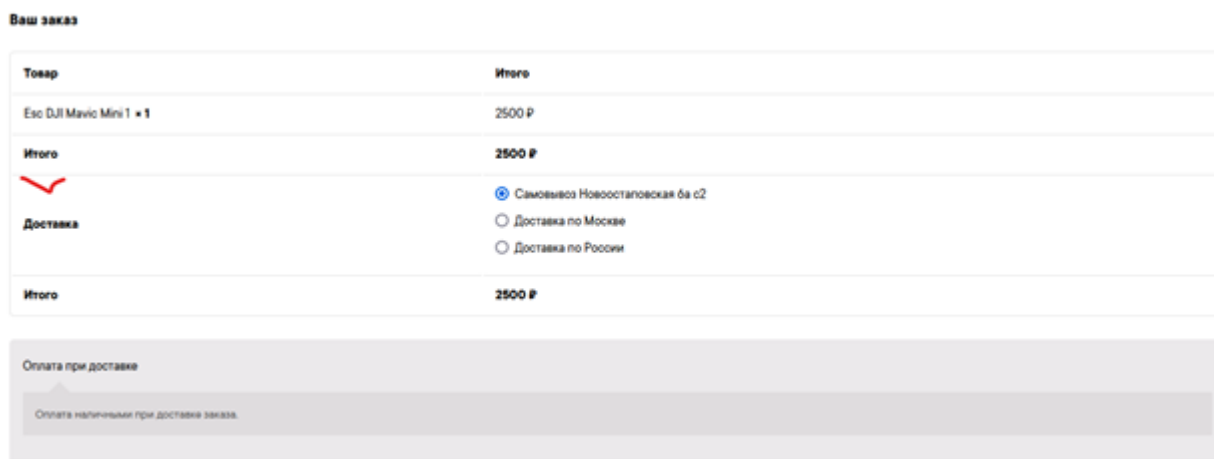 Ваш заказ
Товар Итого
Esc DJI Mavic Mini 1 × 1 2500 ₽
Итого 2500 ₽
Доставка
Самовывоз Новоостаповская 6а с2
Доставка по Москве
Доставка по России
Итого 2500 ₽
Оплата при доставке
Оплата наличными при доставке заказа.